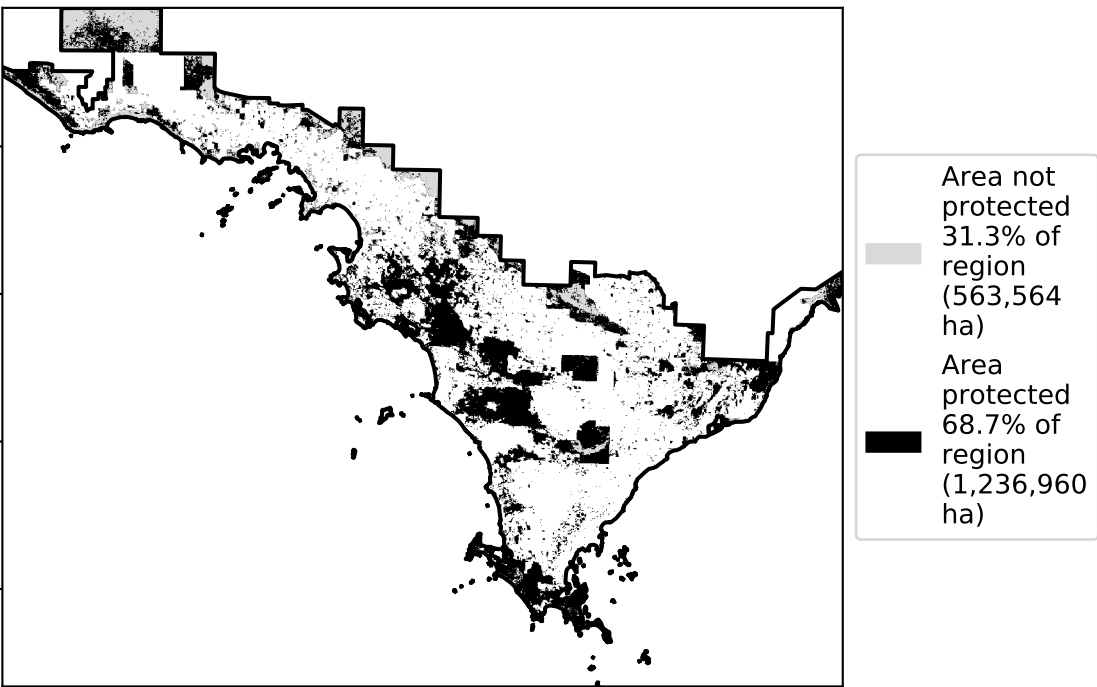 Area not
protected
31.3% of
region
(563,564
ha)
Area
protected
68.7% of
region
(1,236,960
ha)